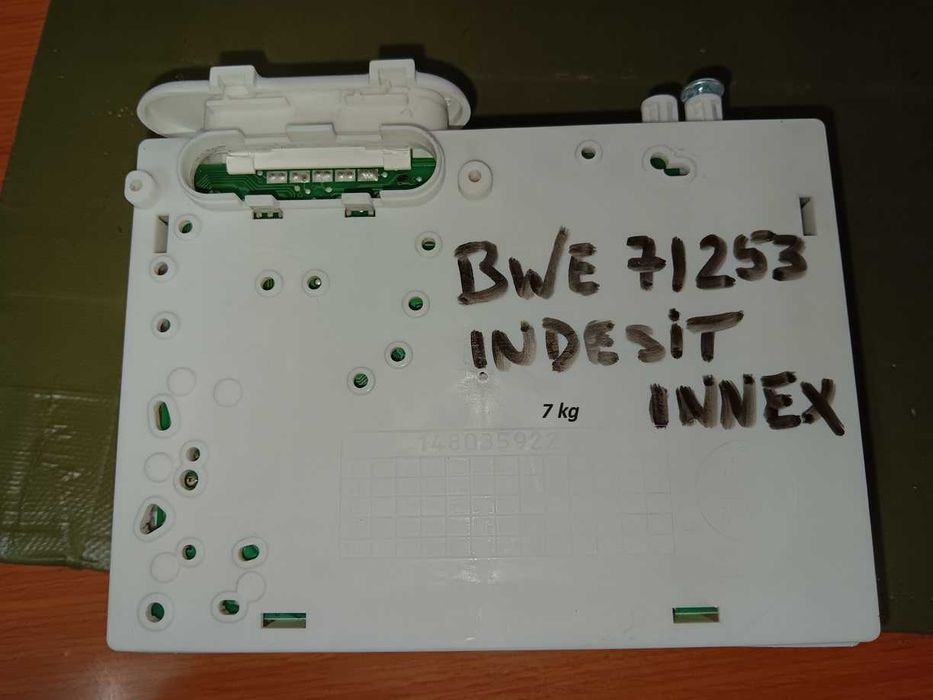 BWE 71253
INDEsiT
INNEX
7 kg
148035922